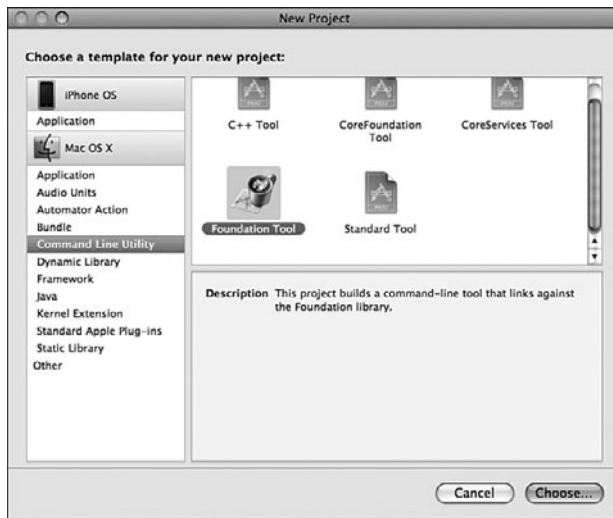 New Project
Choose a template for your new project:
iPhone OS
Application
Mac OS X
Application
Audio Units
Automator Action
Bundle
Command Line Utility
Dynamic Library
Framework
Java
Kernel Extension
Standard Apple Plug-ins
Static Library
Other
C++ Tool
CoreFoundation
Tool
CoreServices Tool
Foundation Tool
Standard Tool
Description This project builds a command-line tool that links against
the Foundation library.
Cancel
Choose...